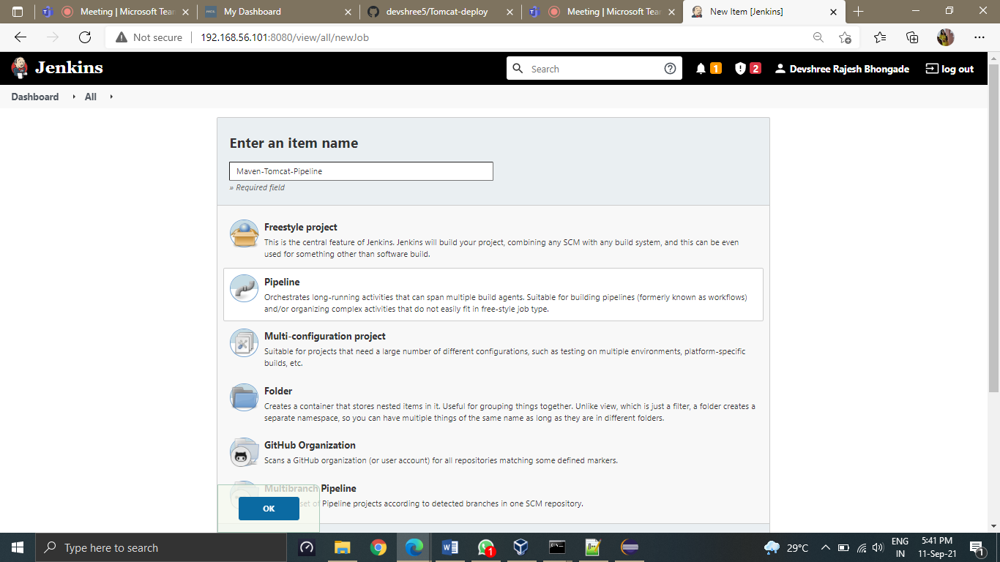 Meeting | Microsoft Tea
My Dashboard
devshree5/Tomcat-deploy
Meeting | Microsoft Tea
New Item [Jenkins]
Not secure
192.168.56.101:8080/view/all/newJob
Jenkins
Search
1
2
Devshree Rajesh Bhongade
log out
Dashboard
All
Enter an item name
Maven-Tomcat-Pipeline
» Required field
Freestyle project
This is the central feature of Jenkins. Jenkins will build your project, combining any SCM with any build system, and this can be even
used for something other than software build.
Pipeline
Orchestrates long-running activities that can span multiple build agents. Suitable for building pipelines (formerly known as workflows)
and/or organizing complex activities that do not easily fit in free-style job type.
Multi-configuration project
Suitable for projects that need a large number of different configurations, such as testing on multiple environments, platform-specific
builds, etc.
Folder
Creates a container that stores nested items in it. Useful for grouping things together. Unlike view, which is just a filter, a folder creates a
separate namespace, so you can have multiple things of the same name as long as they are in different folders.
GitHub Organization
Scans a GitHub organization (or user account) for all repositories matching some defined markers.
Multibranch Pipeline
set of Pipeline projects according to detected branches in one SCM repository.
OK
Type here to search
1
29°C
ENG
IN
5:41 PM
11-Sep-21
1